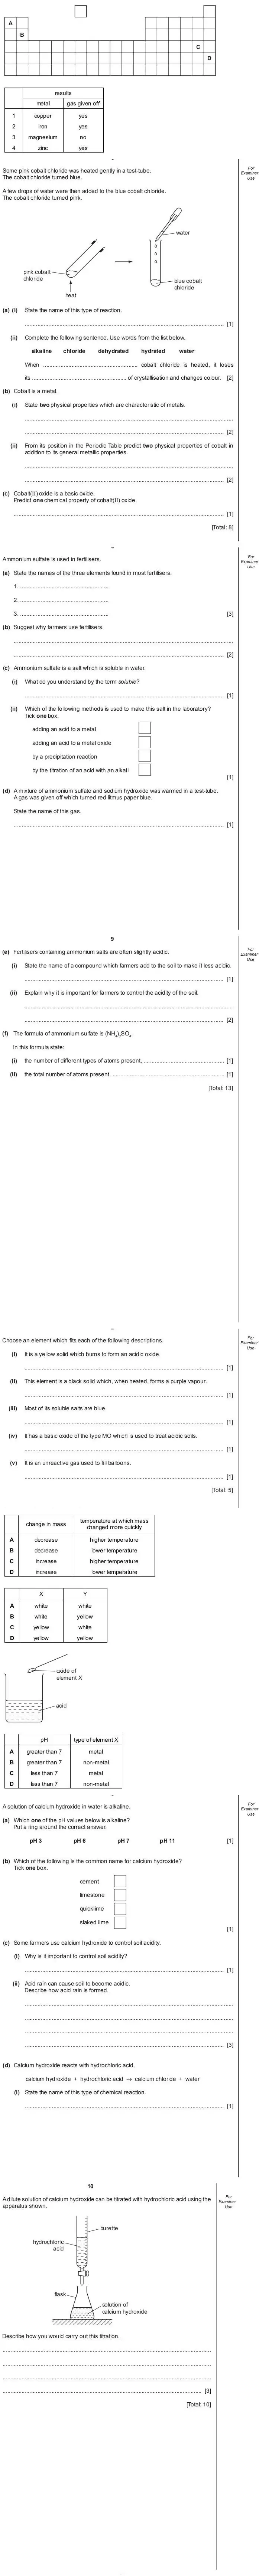 A
B
C
D
results
metal gas given off
1 copper yes
2 iron yes
3 magnesium no
4 zinc yes
For
Examiner
Use
Some pink cobalt chloride was heated gently in a test-tube.
The cobalt chloride turned blue.
A few drops of water were then added to the blue cobalt chloride.
The cobalt chloride turned pink.
water
pink cobalt
chloride
blue cobalt
chloride
heat
(a) (i) State the name of this type of reaction.
[1]
(ii) Complete the following sentence. Use words from the list below.
alkaline chloride dehydrated hydrated water
When ........ cobalt chloride is heated, it loses
its ........ of crystallisation and changes colour. [2]
(b) Cobalt is a metal.
(i) State two physical properties which are characteristic of metals.
[2]
(ii) From its position in the Periodic Table predict two physical properties of cobalt in
addition to its general metallic properties.
[2]
(c) Cobalt(II) oxide is a basic oxide.
Predict one chemical property of cobalt(II) oxide.
[1]
[Total: 8]
For
Examiner
Use
Ammonium sulfate is used in fertilisers.
(a) State the names of the three elements found in most fertilisers.
1.
2.
3. [3]
(b) Suggest why farmers use fertilisers.
[2]
(c) Ammonium sulfate is a salt which is soluble in water.
(i) What do you understand by the term soluble?
[1]
(ii) Which of the following methods is used to make this salt in the laboratory?
Tick one box.
adding an acid to a metal
adding an acid to a metal oxide
by a precipitation reaction
by the titration of an acid with an alkali
[1]
(d) A mixture of ammonium sulfate and sodium hydroxide was warmed in a test-tube.
A gas was given off which turned red litmus paper blue.
State the name of this gas.
[1]
9
For
Examiner
Use
(e) Fertilisers containing ammonium salts are often slightly acidic.
(i) State the name of a compound which farmers add to the soil to make it less acidic.
[1]
(ii) Explain why it is important for farmers to control the acidity of the soil.
[2]
(f) The formula of ammonium sulfate is (NH₄)₂SO₄.
In this formula state:
(i) the number of different types of atoms present, ........ [1]
(ii) the total number of atoms present. ........ [1]
[Total: 13]
For
Examiner
Use
Choose an element which fits each of the following descriptions.
(i) It is a yellow solid which burns to form an acidic oxide.
[1]
(ii) This element is a black solid which, when heated, forms a purple vapour.
[1]
(iii) Most of its soluble salts are blue.
[1]
(iv) It has a basic oxide of the type MO which is used to treat acidic soils.
[1]
(v) It is an unreactive gas used to fill balloons.
[1]
[Total: 5]
change in mass temperature at which mass
changed more quickly
A decrease higher temperature
B decrease lower temperature
C increase higher temperature
D increase lower temperature
X Y
A white white
B white yellow
C yellow white
D yellow yellow
oxide of
element X
acid
pH type of element X
A greater than 7 metal
B greater than 7 non-metal
C less than 7 metal
D less than 7 non-metal
For
Examiner
Use
A solution of calcium hydroxide in water is alkaline.
(a) Which one of the pH values below is alkaline?
Put a ring around the correct answer.
pH 3 pH 6 pH 7 pH 11 [1]
(b) Which of the following is the common name for calcium hydroxide?
Tick one box.
cement
limestone
quicklime
slaked lime
[1]
(c) Some farmers use calcium hydroxide to control soil acidity.
(i) Why is it important to control soil acidity?
[1]
(ii) Acid rain can cause soil to become acidic.
Describe how acid rain is formed.
[3]
(d) Calcium hydroxide reacts with hydrochloric acid.
calcium hydroxide + hydrochloric acid → calcium chloride + water
(i) State the name of this type of chemical reaction.
[1]
10
For
Examiner
Use
A dilute solution of calcium hydroxide can be titrated with hydrochloric acid using the
apparatus shown.
burette
hydrochloric
acid
flask
solution of
calcium hydroxide
Describe how you would carry out this titration.
[3]
[Total: 10]